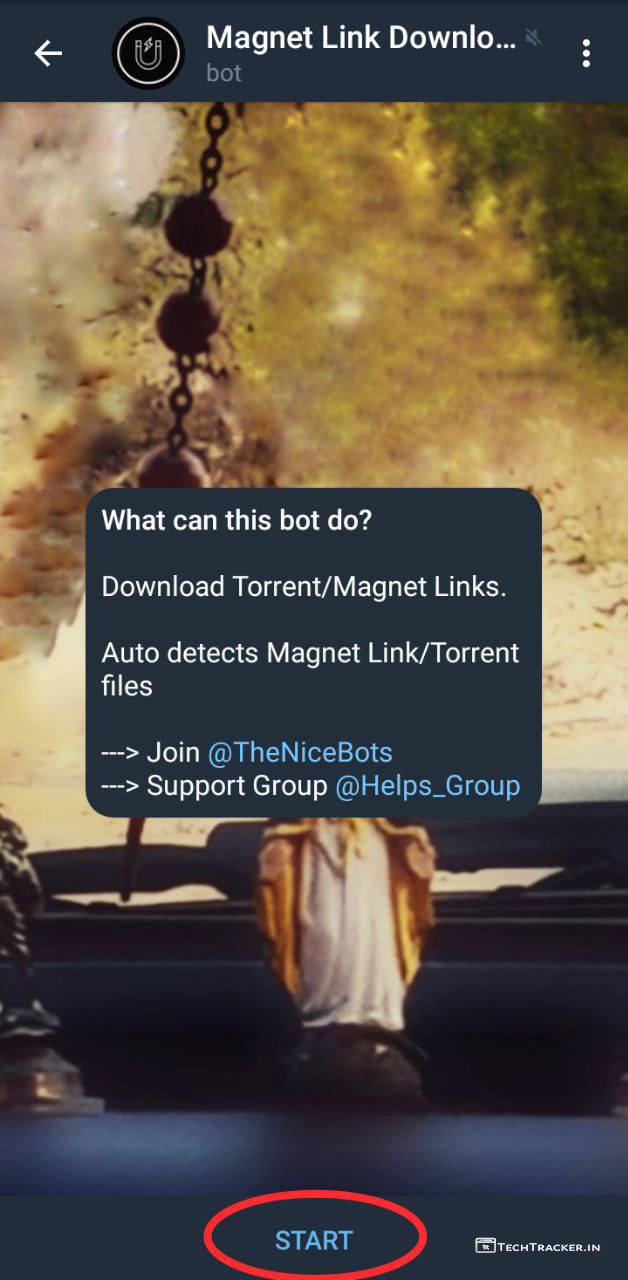 Magnet Link Downlo...
bot
What can this bot do?
Download Torrent/Magnet Links.
Auto detects Magnet Link/Torrent
files
---> Join @TheNiceBots
---> Support Group @Helps_Group
START
TECHTRACKER.IN